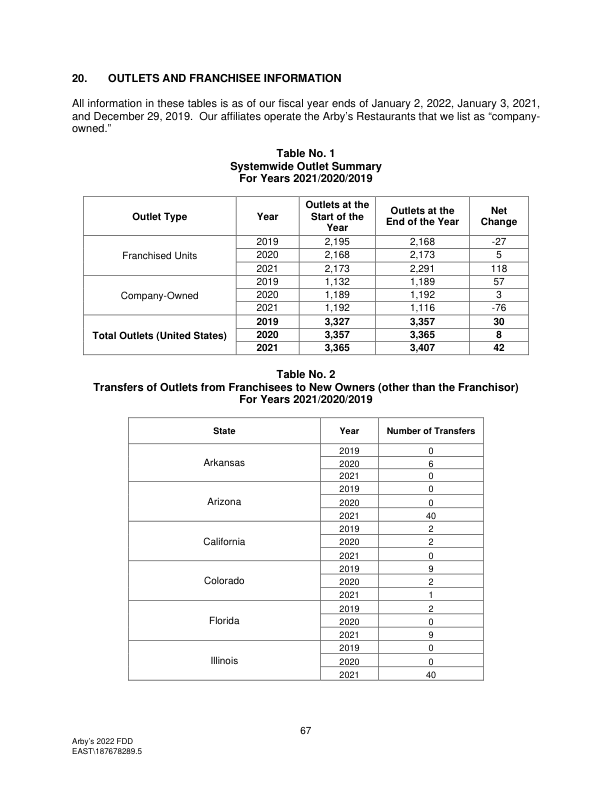 20. OUTLETS AND FRANCHISEE INFORMATION
All information in these tables is as of our fiscal year ends of January 2, 2022, January 3, 2021,
and December 29, 2019. Our affiliates operate the Arby's Restaurants that we list as "company-
owned."
Table No. 1
Systemwide Outlet Summary
For Years 2021/2020/2019
Outlet Type Year Outlets at the Start of the Year Outlets at the End of the Year Net Change
Franchised Units 2019 2,195 2,168 -27
2020 2,168 2,173 5
2021 2,173 2,291 118
Company-Owned 2019 1,132 1,189 57
2020 1,189 1,192 3
2021 1,192 1,116 -76
Total Outlets (United States) 2019 3,327 3,357 30
2020 3,357 3,365 8
2021 3,365 3,407 42
Table No. 2
Transfers of Outlets from Franchisees to New Owners (other than the Franchisor)
For Years 2021/2020/2019
State Year Number of Transfers
Arkansas 2019 0
2020 6
2021 0
Arizona 2019 0
2020 0
2021 40
California 2019 2
2020 2
2021 0
Colorado 2019 9
2020 2
2021 1
Florida 2019 2
2020 0
2021 9
Illinois 2019 0
2020 0
2021 40
67
Arby's 2022 FDD
EAST\187678289.5